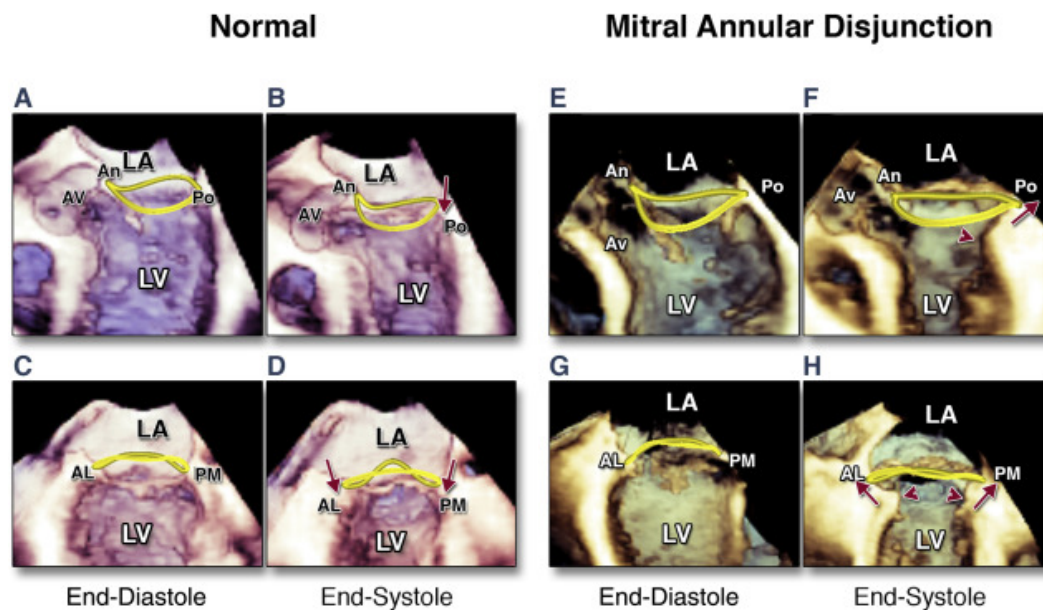 Normal
Mitral Annular Disjunction
A
B
E
F
LA
An
AV
Po
LV
LA
An
AV
Po
LV
LA
An
Po
Av
LV
LA
An
Po
Av
LV
C
D
G
H
LA
AL
PM
LV
LA
AL
PM
LV
LA
AL
PM
LV
LA
AL
PM
LV
End-Diastole
End-Systole
End-Diastole
End-Systole